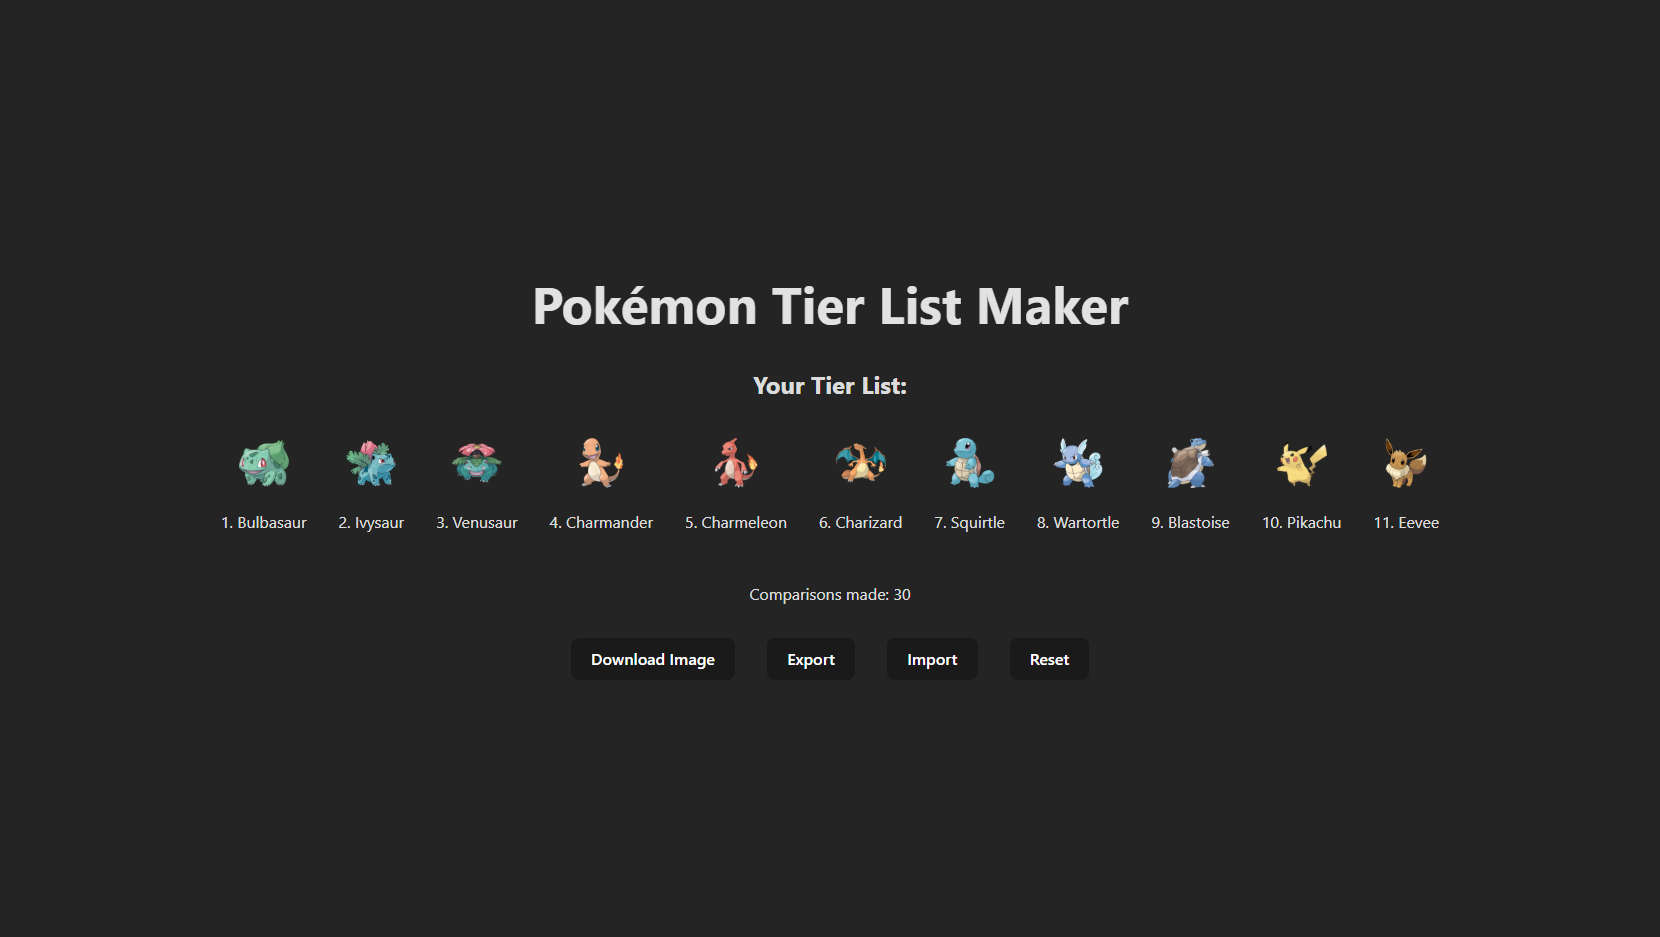 Pokémon Tier List Maker
Your Tier List:
1. Bulbasaur 2. Ivysaur 3. Venusaur 4. Charmander 5. Charmeleon 6. Charizard 7. Squirtle 8. Wartortle 9. Blastoise 10. Pikachu 11. Eevee
Comparisons made: 30
Download Image Export Import Reset